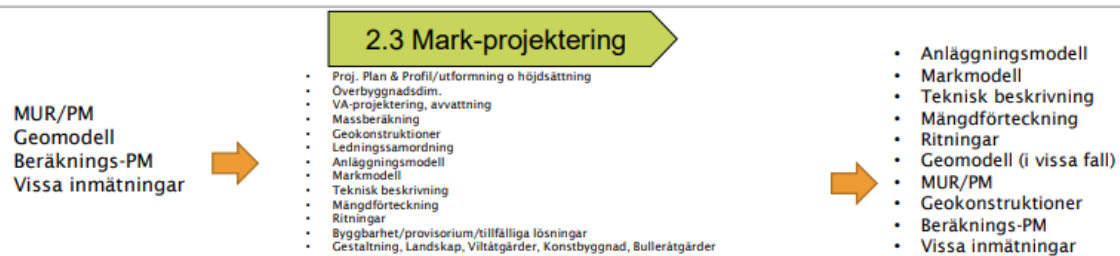 2.3 Mark-projektering
MUR/PM
Geomodell
Beräknings-PM
Vissa inmätningar
• Proj. Plan & Profil/utformning o höjdsättning
• Överbyggnadsdim.
• VA-projektering, avvattning
• Massberäkning
• Geokonstruktioner
• Ledningssamordning
• Anläggningsmodell
• Markmodell
• Teknisk beskrivning
• Mängdförteckning
• Ritningar
• Byggbarhet/provisorium/tillfälliga lösningar
• Gestaltning, Landskap, Viltåtgärder, Konstbyggnad, Bulleråtgärder
• Anläggningsmodell
• Markmodell
• Teknisk beskrivning
• Mängdförteckning
• Ritningar
• Geomodell (i vissa fall)
• MUR/PM
• Geokonstruktioner
• Beräknings-PM
• Vissa inmätningar